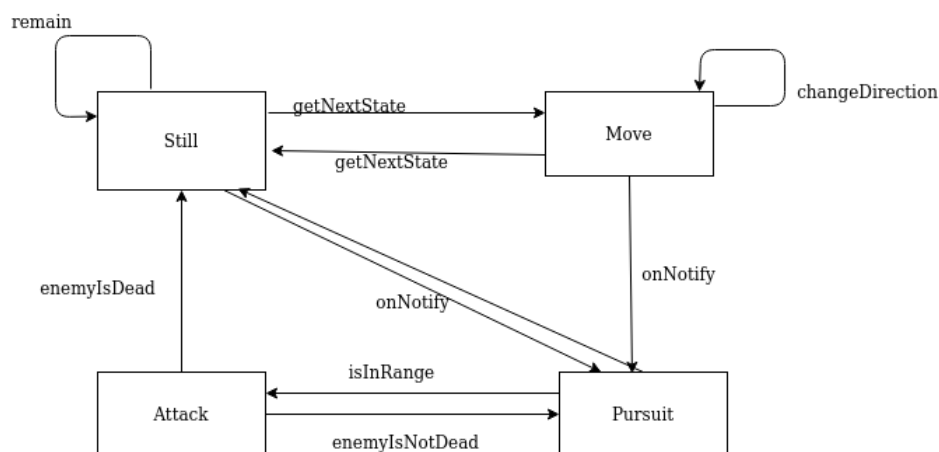 remain
changeDirection
getNextState
Still
Move
getNextState
onNotify
enemyIsDead
onNotify
isInRange
Attack
Pursuit
enemyIsNotDead